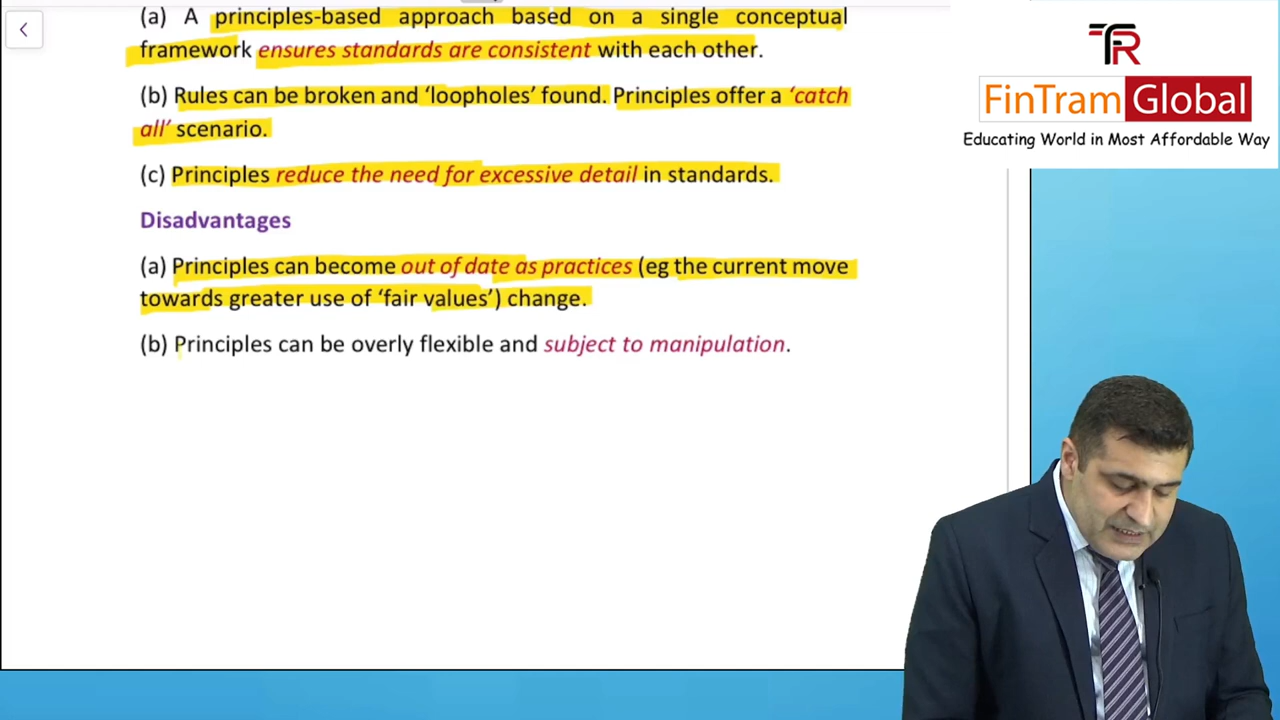 (a) A principles-based approach based on a single conceptual
framework ensures standards are consistent with each other.
(b) Rules can be broken and ‘loopholes’ found. Principles offer a ‘catch
all’ scenario.
(c) Principles reduce the need for excessive detail in standards.
Disadvantages
(a) Principles can become out of date as practices (eg the current move
towards greater use of ‘fair values’) change.
(b) Principles can be overly flexible and subject to manipulation.
TFR
FinTram Global
Educating World in Most Affordable Way